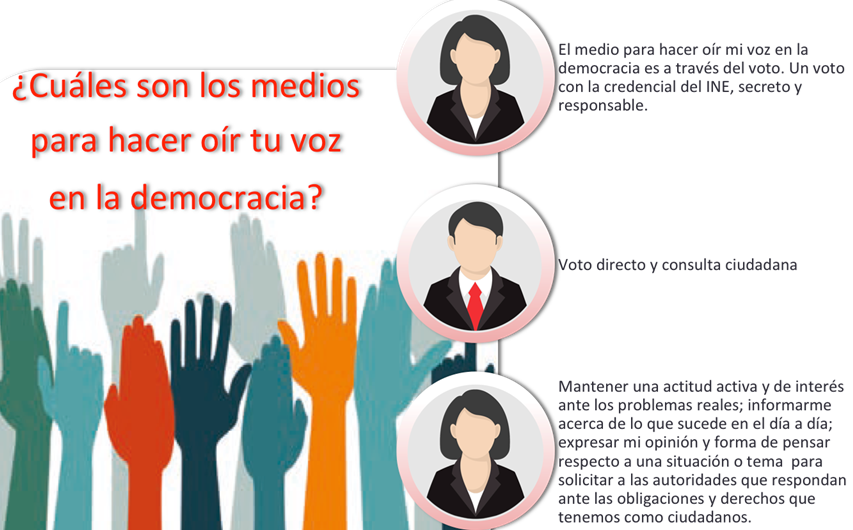 ¿Cuáles son los medios
para hacer oír tu voz
en la democracia?
El medio para hacer oír mi voz en la
democracia es a través del voto. Un voto
con la credencial del INE, secreto y
responsable.
Voto directo y consulta ciudadana
Mantener una actitud activa y de interés
ante los problemas reales; informarme
acerca de lo que sucede en el día a día;
expresar mi opinión y forma de pensar
respecto a una situación o tema  para
solicitar a las autoridades que respondan
ante las obligaciones y derechos que
tenemos como ciudadanos.